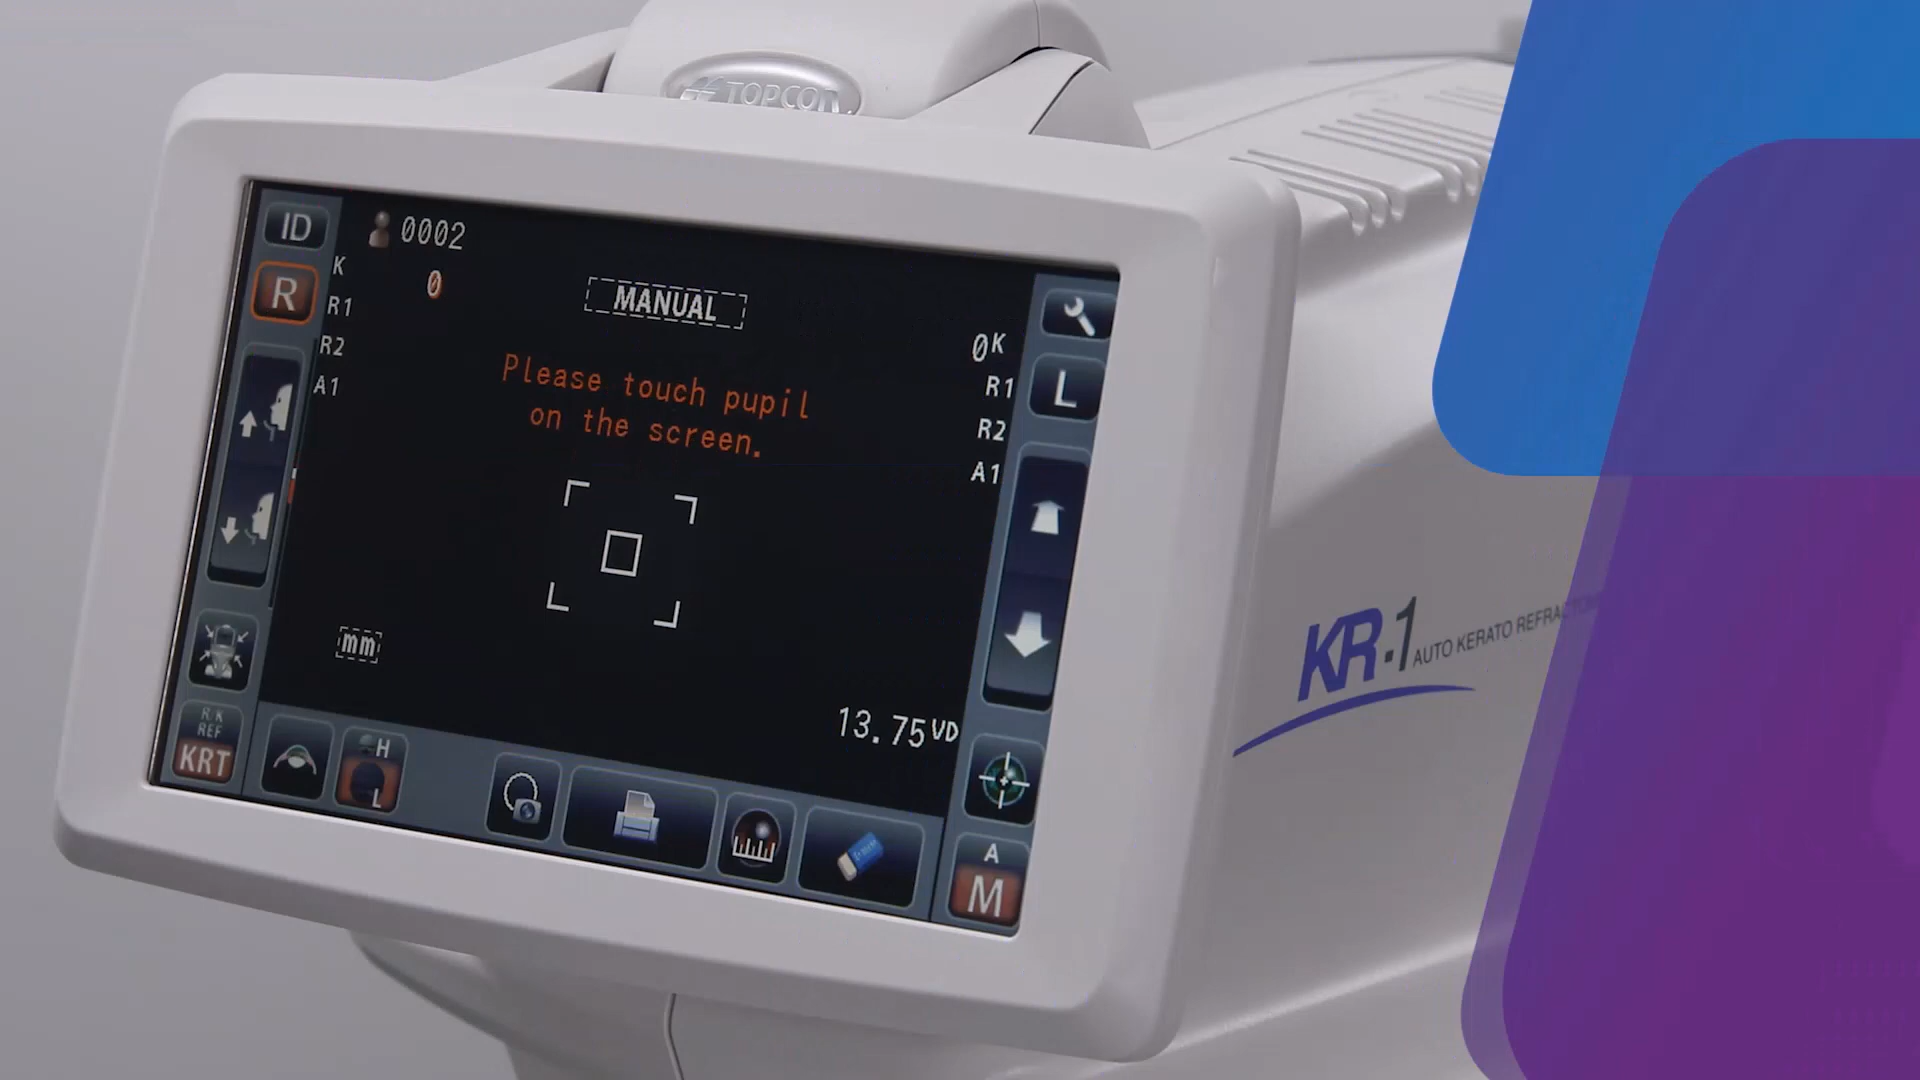 TOPCON
ID
0002
K
0
R
R1
R2
A1
MANUAL
Please touch pupil
on the screen.
0K
R1
L
R2
A1
mm
13.75VD
R/K
REF
KRT
H
L
A
M
KR-1 AUTO KERATO